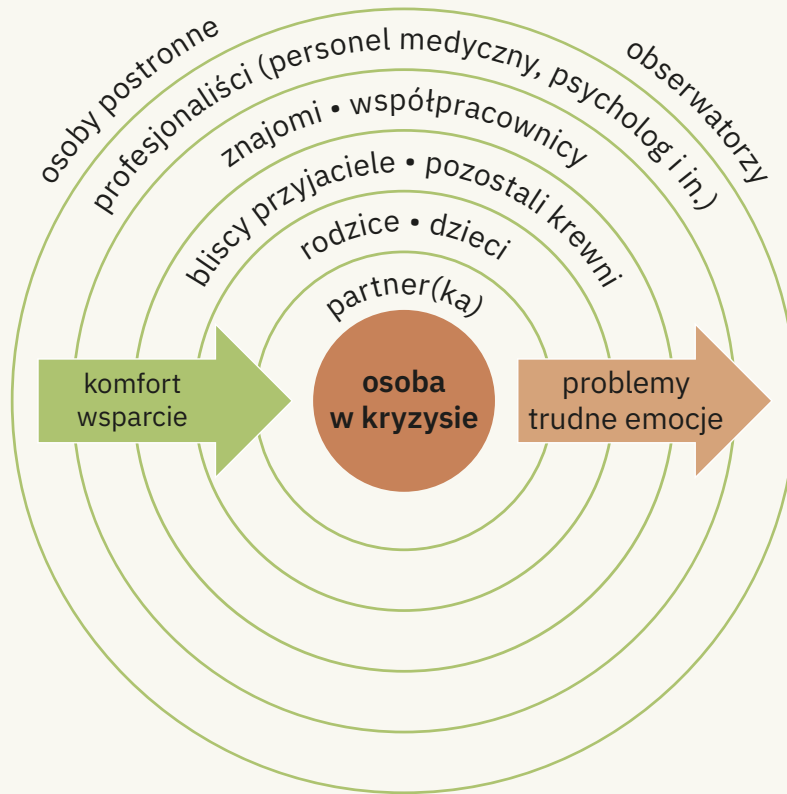 osoby postronne
obserwatorzy
profesjonaliści (personel medyczny, psycholog i in.)
znajomi • współpracownicy
bliscy przyjaciele • pozostali krewni
rodzice • dzieci
partner(ka)
komfort
wsparcie
osoba
w kryzysie
problemy
trudne emocje